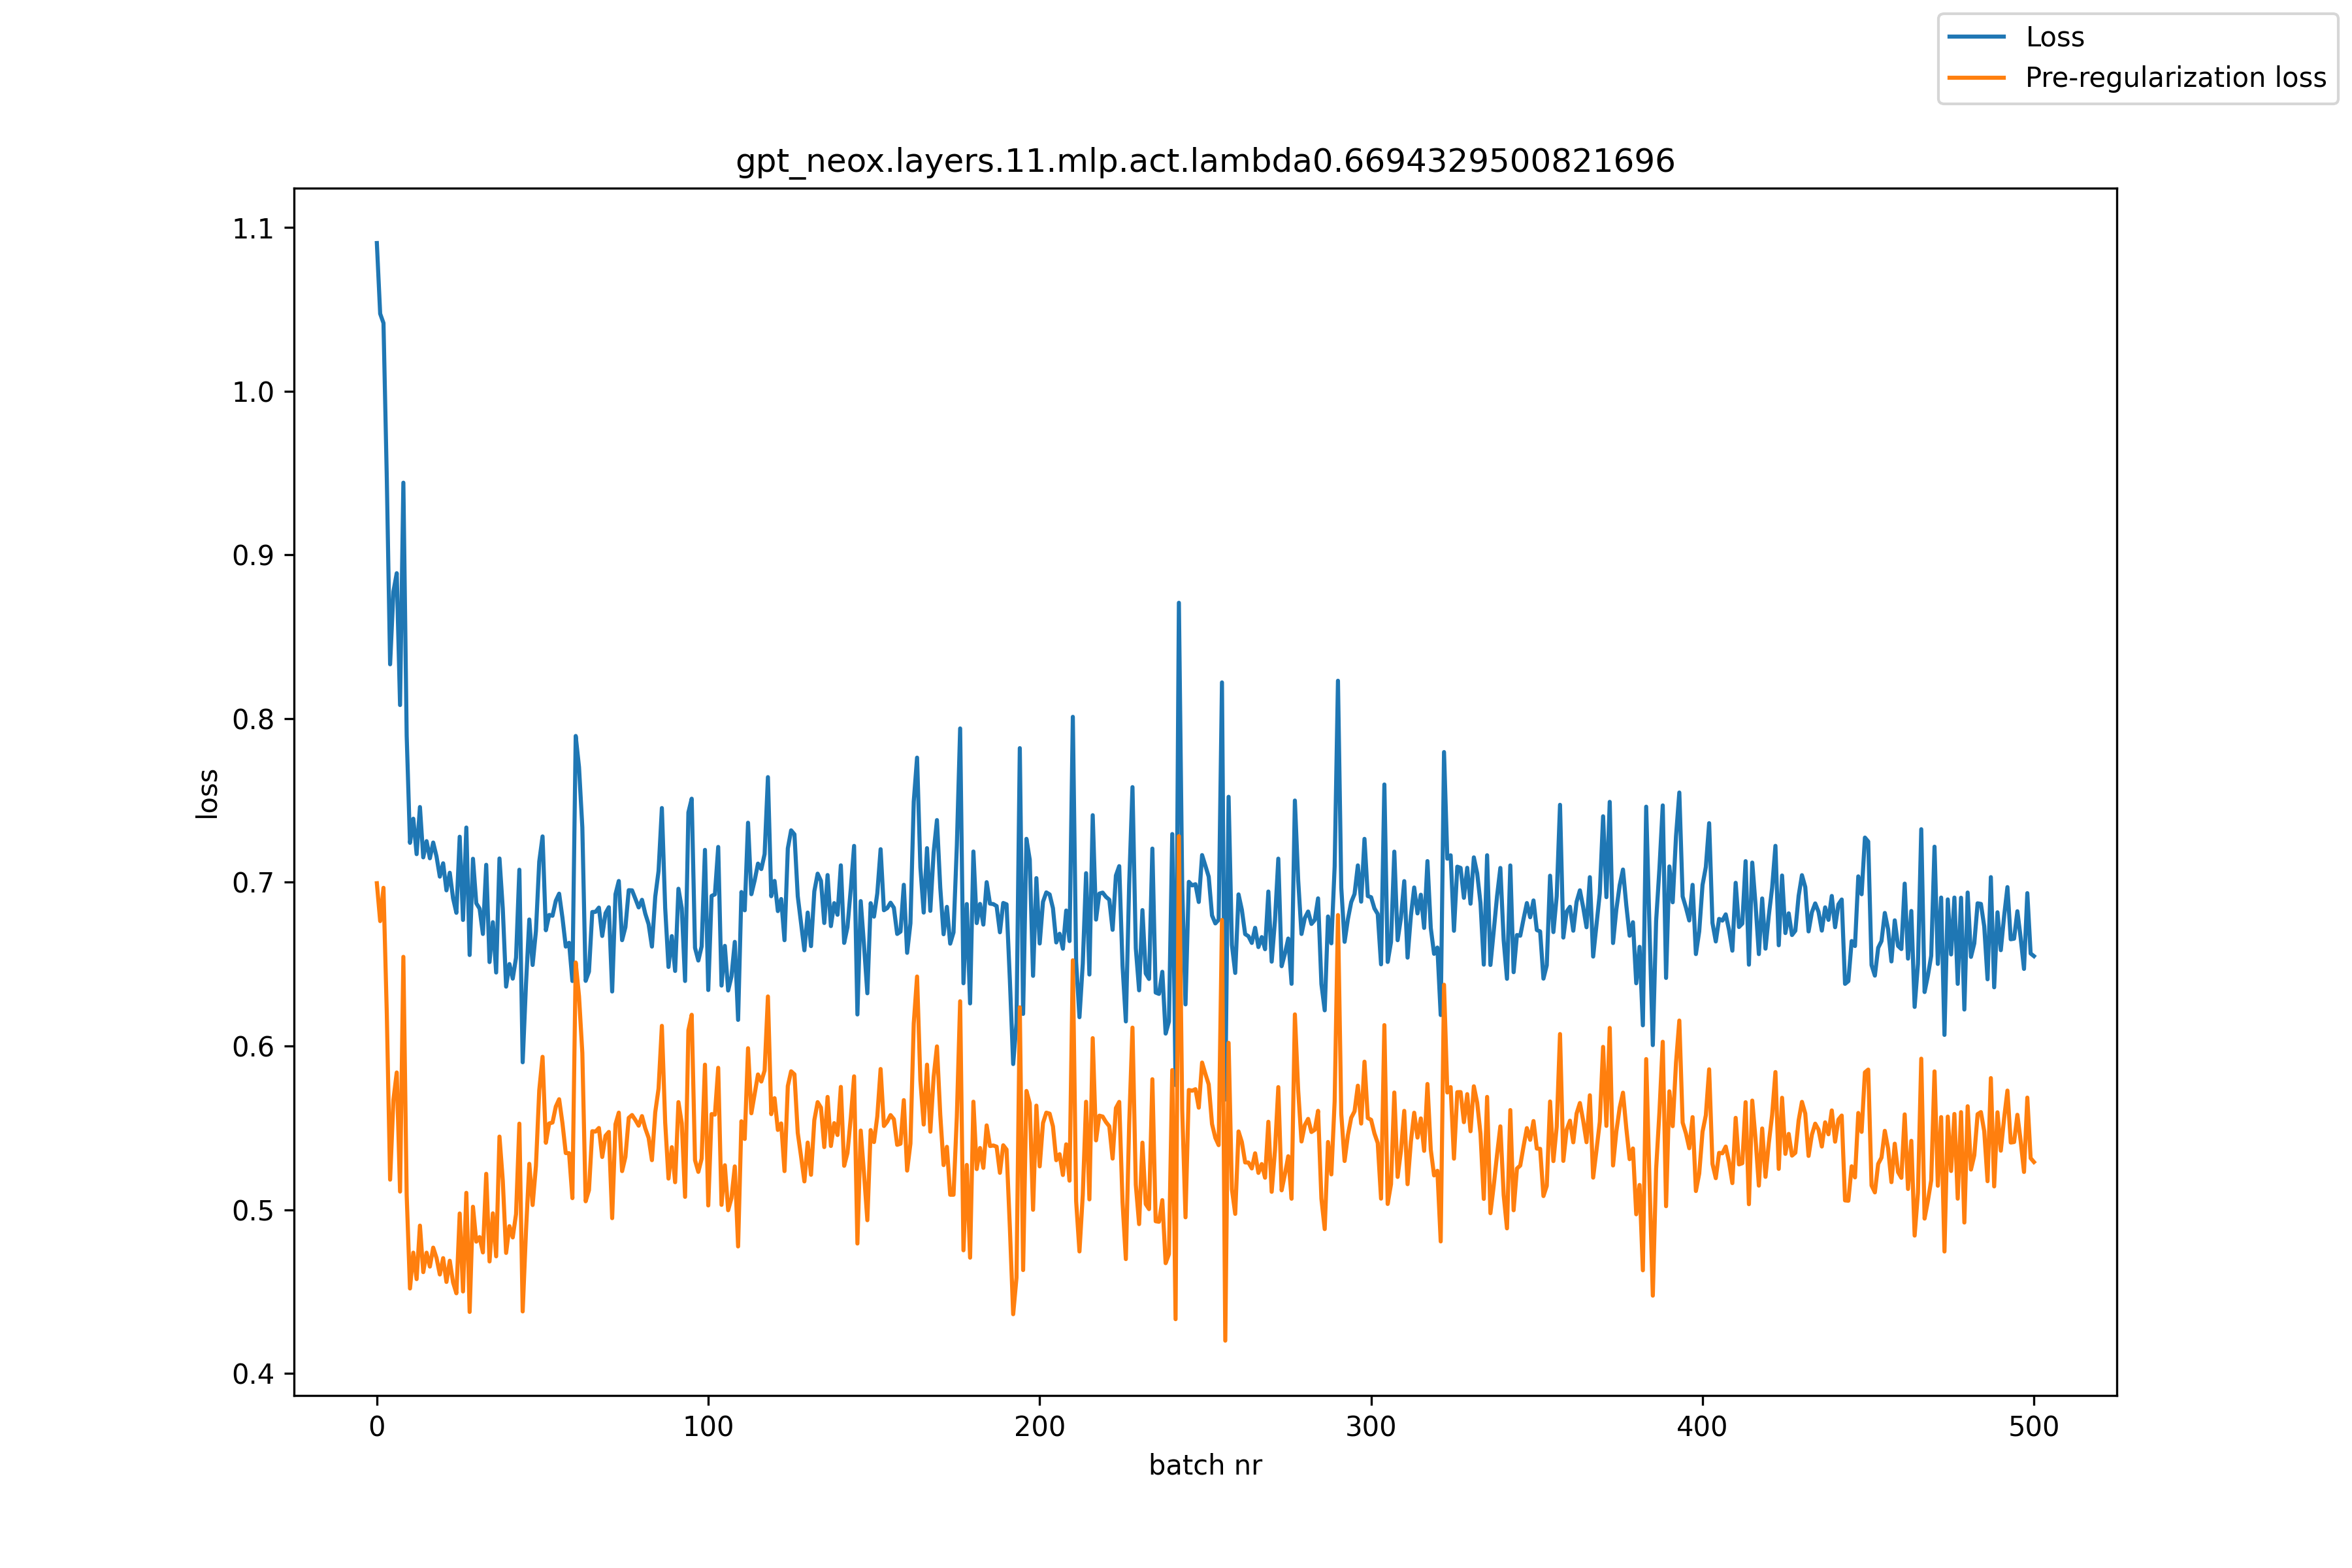 Loss
Pre-regularization loss
gpt_neox.layers.11.mlp.act.lambda0.6694329500821696
1.1
1.0
0.9
0.8
0.7
0.6
0.5
0.4
loss
0 100 200 300 400 500
batch nr